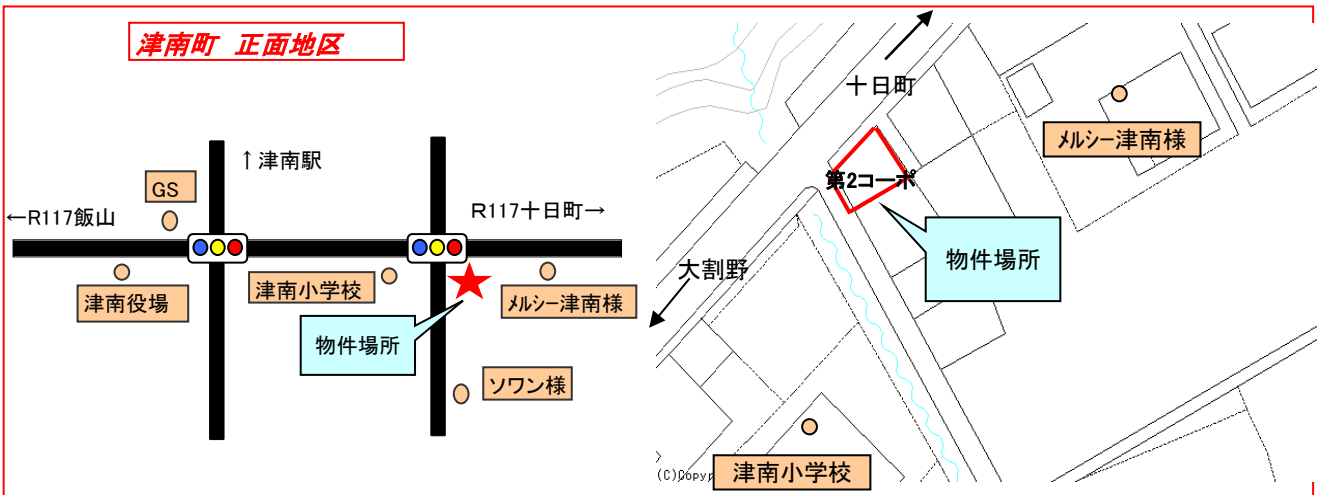 津南町 正面地区
↑津南駅
GS
←R117飯山
R117十日町→
津南役場
津南小学校
ﾒﾙｼｰ津南様
物件場所
ソワン様
十日町
ﾒﾙｼｰ津南様
第2コーポ
物件場所
大割野
津南小学校
(C)Copyr